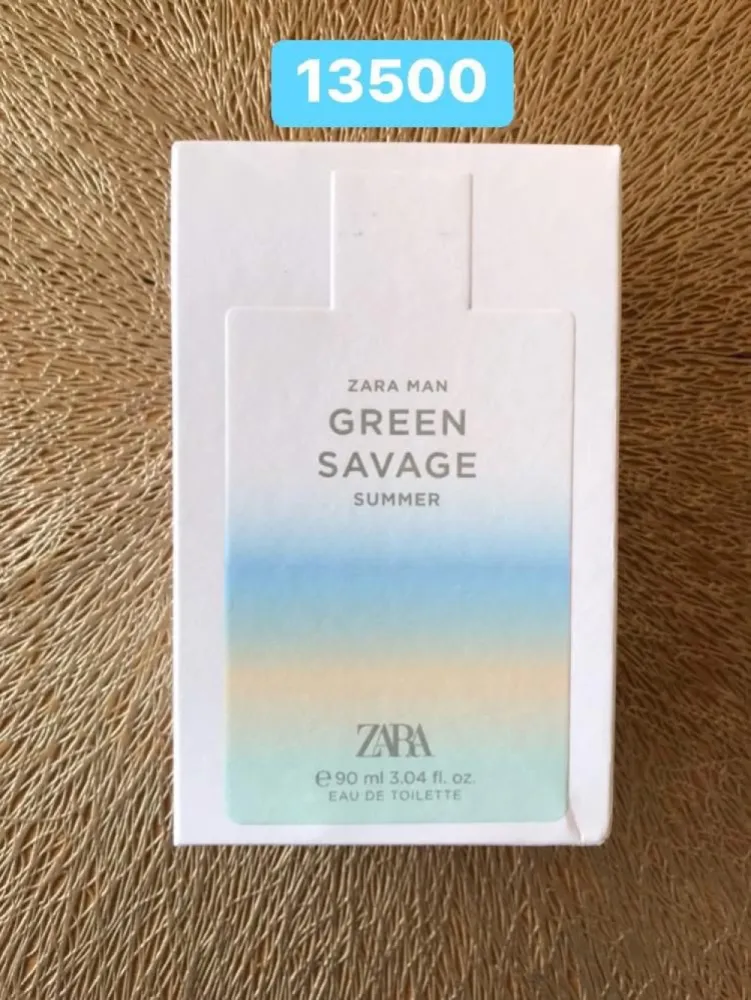 13500
ZARA MAN
GREEN
SAVAGE
SUMMER
ZARA
℮90 ml 3.04 fl. oz.
EAU DE TOILETTE